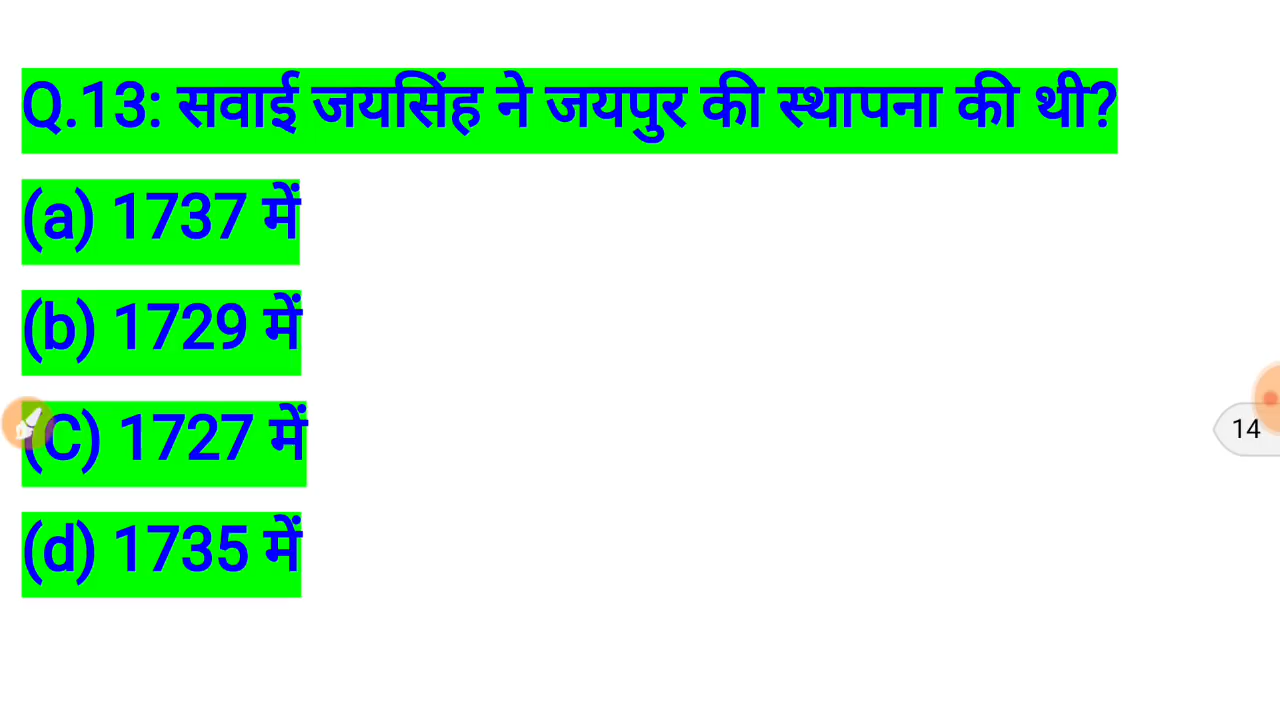 Q.13: सवाई जयसिंह ने जयपुर की स्थापना की थी?
(a) 1737 में
(b) 1729 में
(C) 1727 में
14
(d) 1735 में